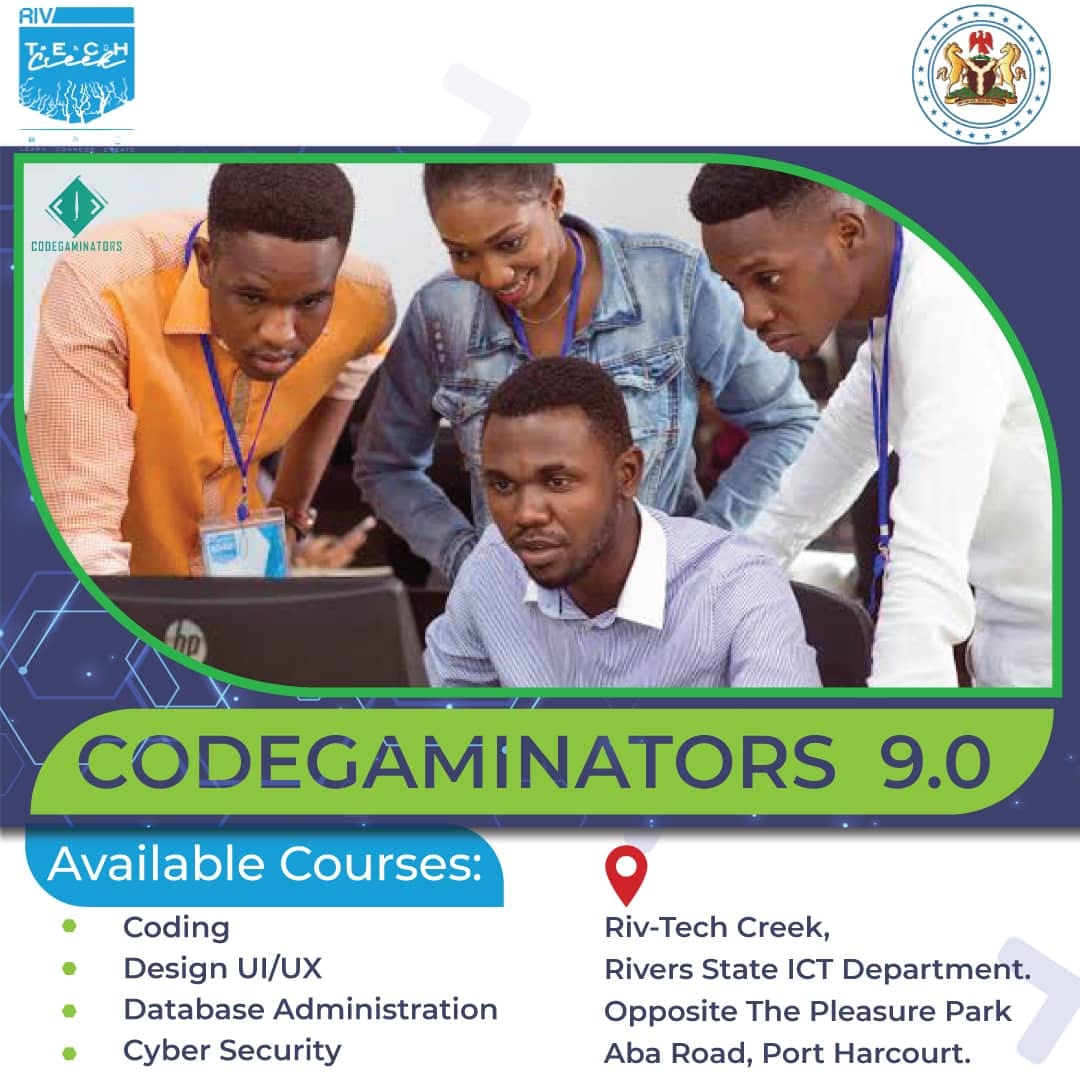 RIV
TECH
Creek
CODEGAMINATORS
hp
CODEGAMINATORS 9.0
Available Courses:
Coding
Design UI/UX
Database Administration
Cyber Security
Riv-Tech Creek,
Rivers State ICT Department.
Opposite The Pleasure Park
Aba Road, Port Harcourt.